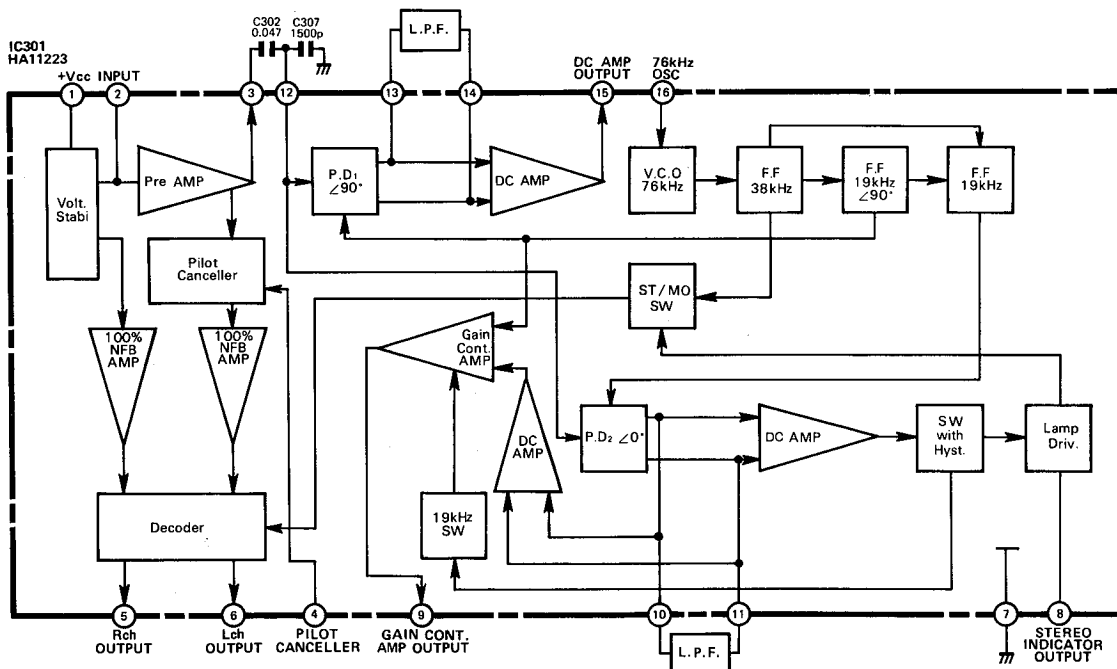 IC301
HA11223
C302
0.047
C307
1500p
L.P.F.
+Vcc INPUT
DC AMP
OUTPUT
76kHz
OSC
1
2
3
12
13
14
15
16
Volt.
Stabi
Pre AMP
P.D1
∠90°
DC AMP
V.C.O
76kHz
F.F
38kHz
F.F
19kHz
∠90°
F.F
19kHz
Pilot
Canceller
ST/MO
SW
100%
NFB
AMP
100%
NFB
AMP
Gain
Cont.
AMP
DC
AMP
P.D2 ∠0°
DC AMP
SW
with
Hyst.
Lamp
Driv.
Decoder
19kHz
SW
5
6
4
9
10
11
7
8
Rch
OUTPUT
Lch
OUTPUT
PILOT
CANCELLER
GAIN CONT.
AMP OUTPUT
L.P.F.
STEREO
INDICATOR
OUTPUT